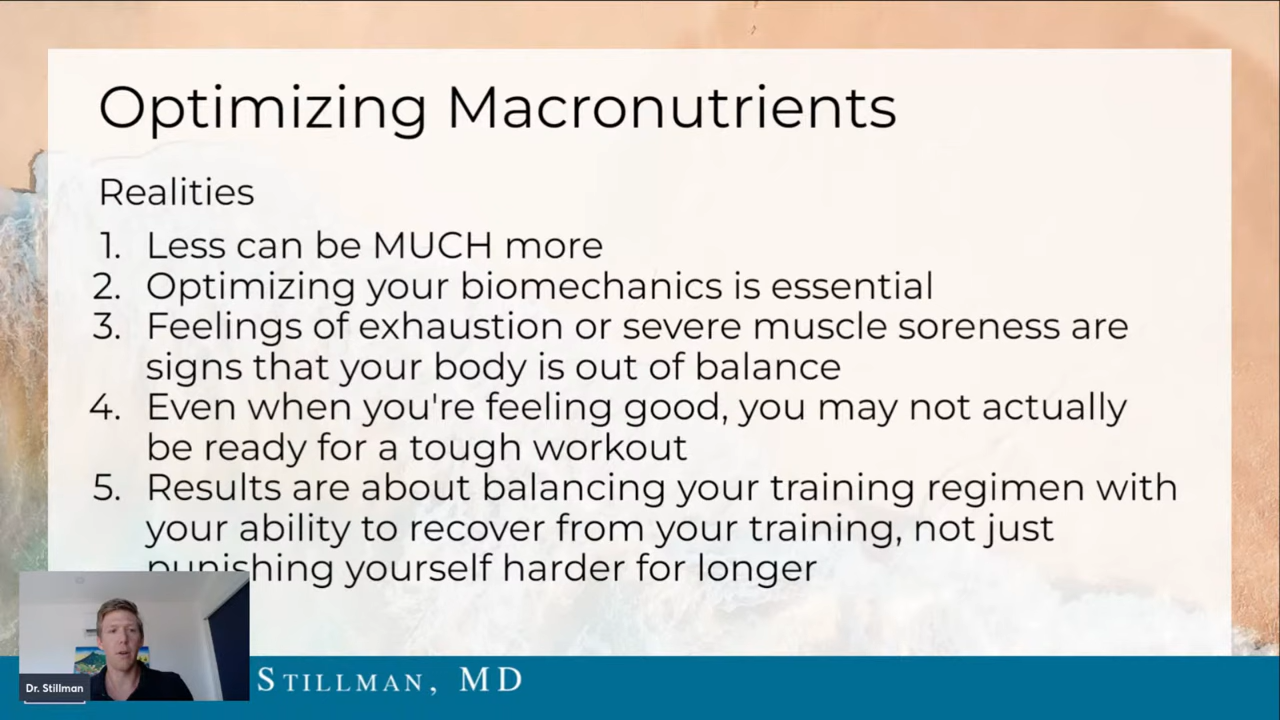 Optimizing Macronutrients
Realities
1. Less can be MUCH more
2. Optimizing your biomechanics is essential
3. Feelings of exhaustion or severe muscle soreness are
signs that your body is out of balance
4. Even when you're feeling good, you may not actually
be ready for a tough workout
5. Results are about balancing your training regimen with
your ability to recover from your training, not just
punishing yourself harder for longer
Dr. Stillman
STILLMAN, MD